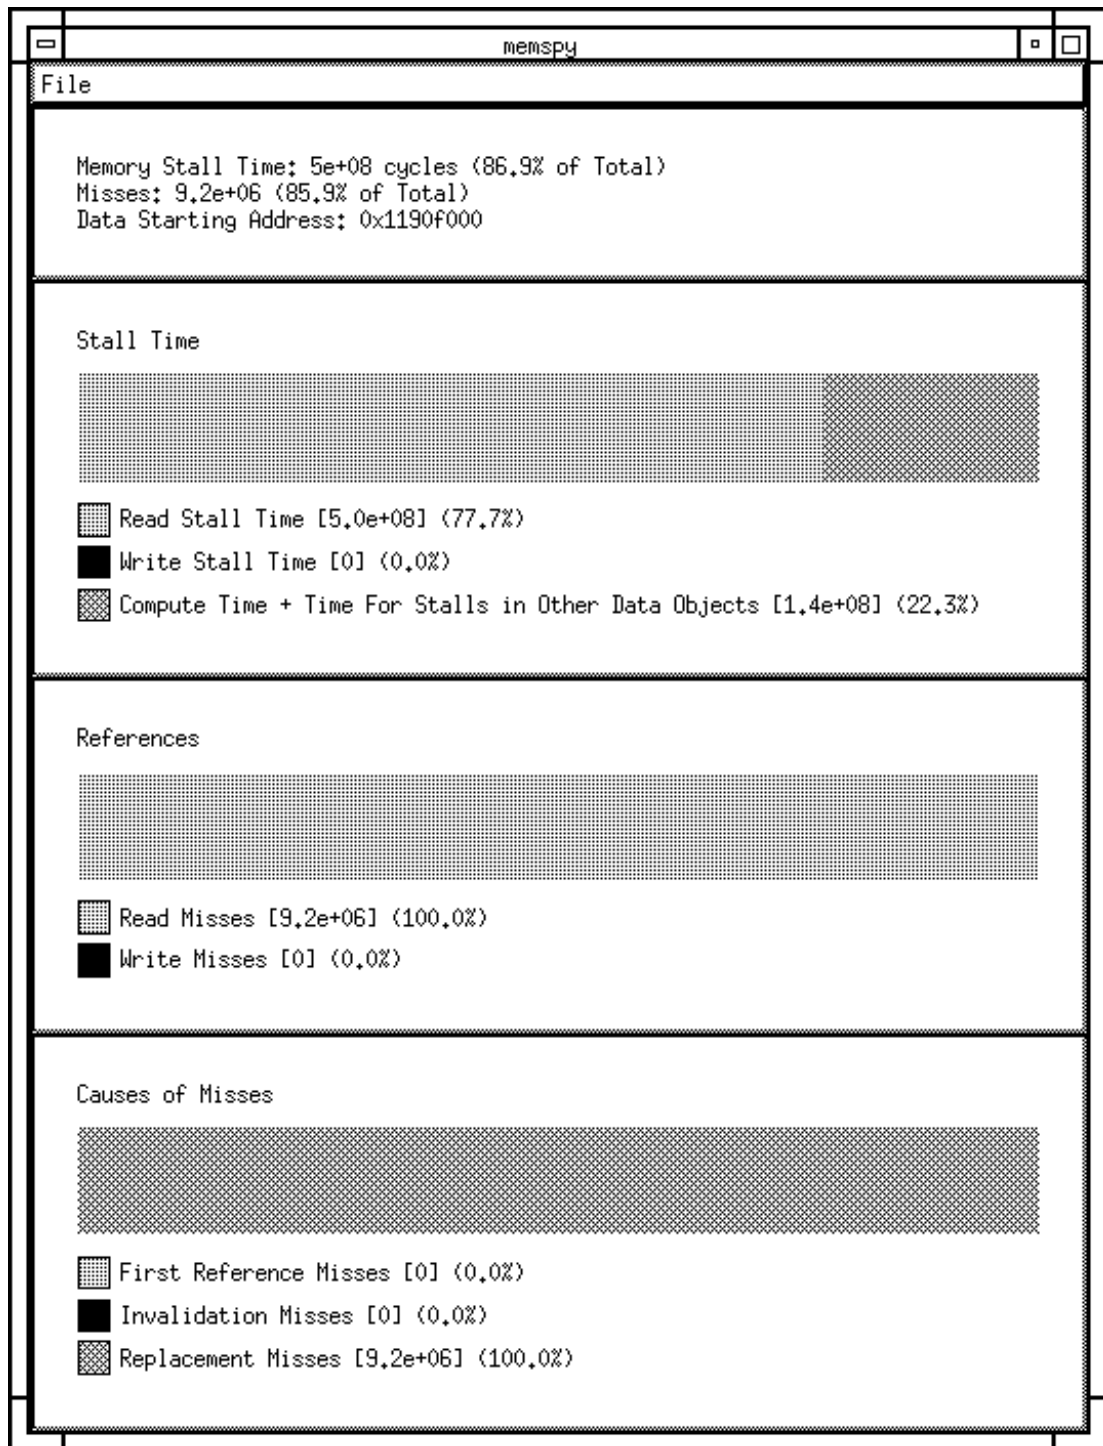 memspy
File
Memory Stall Time: 5e+08 cycles (86.9% of Total)
Misses: 9.2e+06 (85.9% of Total)
Data Starting Address: 0x1190f000
Stall Time
Read Stall Time [5.0e+08] (77.7%)
Write Stall Time [0] (0.0%)
Compute Time + Time For Stalls in Other Data Objects [1.4e+08] (22.3%)
References
Read Misses [9.2e+06] (100.0%)
Write Misses [0] (0.0%)
Causes of Misses
First Reference Misses [0] (0.0%)
Invalidation Misses [0] (0.0%)
Replacement Misses [9.2e+06] (100.0%)